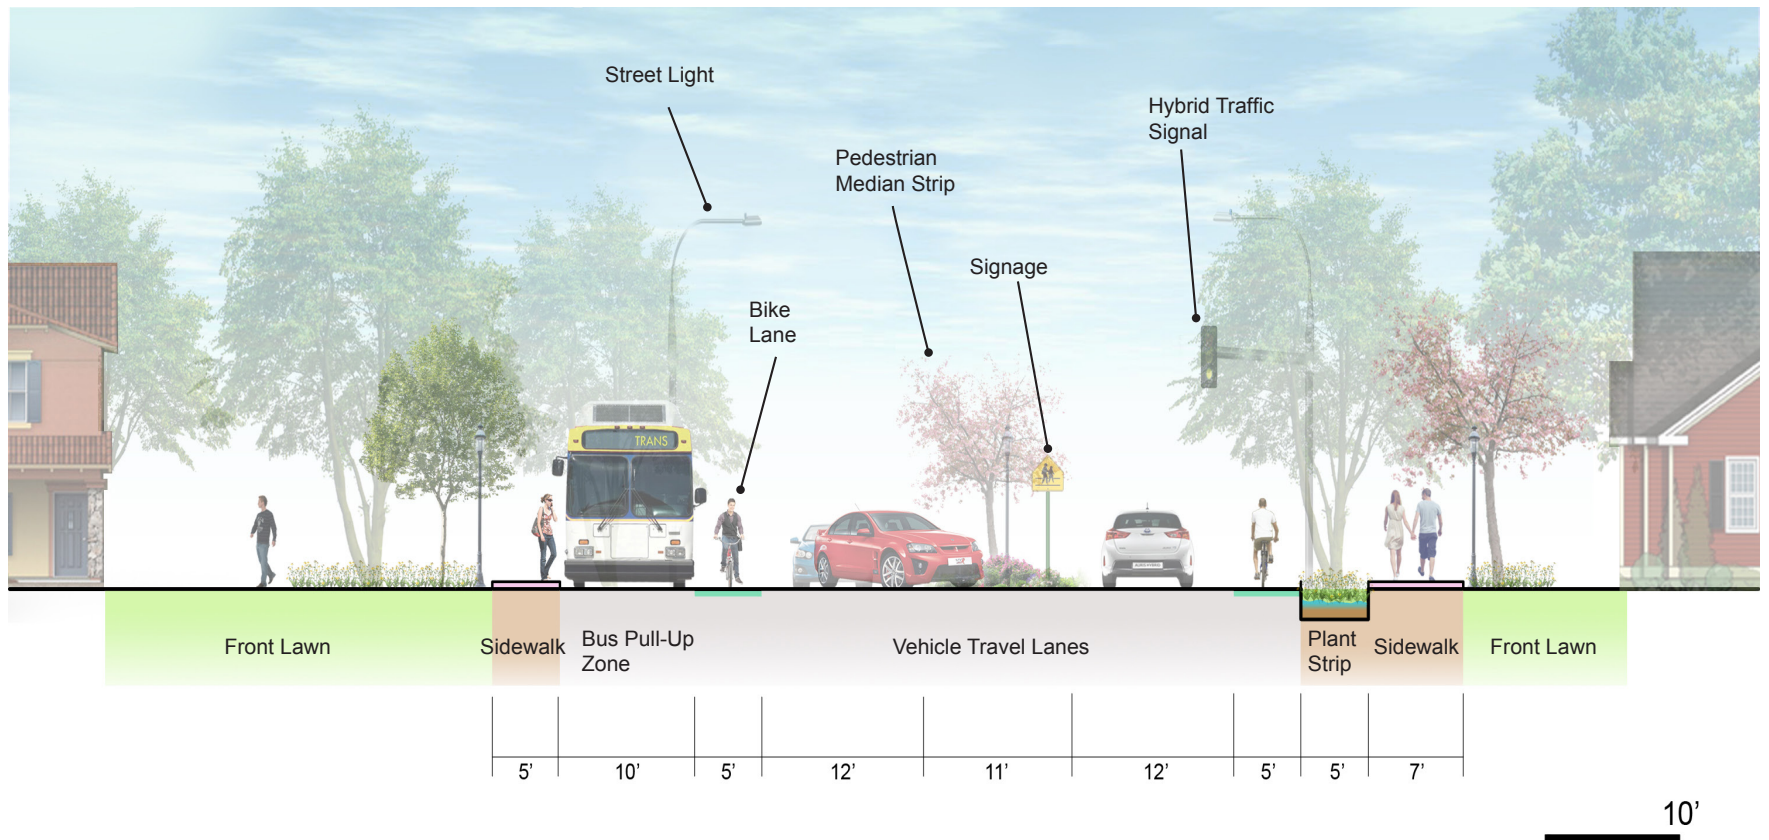 Street Light
Hybrid Traffic
Signal
Pedestrian
Median Strip
Signage
Bike
Lane
TRANS
Front Lawn
Sidewalk
Bus Pull-Up
Zone
Vehicle Travel Lanes
Plant
Strip
Sidewalk
Front Lawn
5’
10’
5’
12’
11’
12’
5’
5’
7’
10’